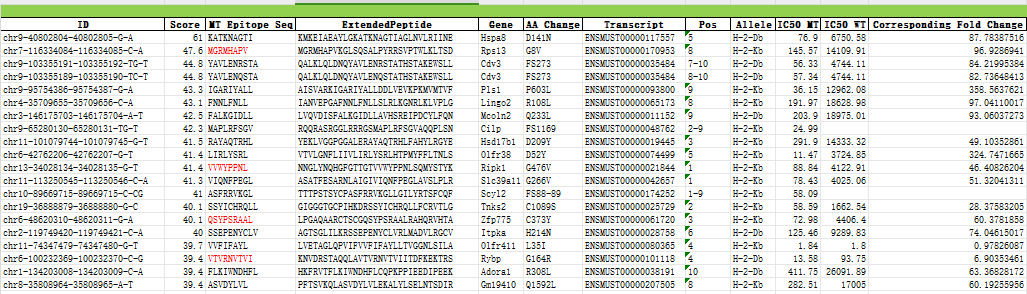 ID Score MT Epitope Seq ExtendedPeptide Gene AA Change Transcript Pos Allele IC50 MT IC50 WT Corresponding Fold Change
chr9-40802804-40802805-G-A 61 KATKNAGTI KMKEIAEAYLGKATKNAGTIAGLNVLRIINE Hspa8 D141N ENSMUST00000117557 5 H-2-Db 76.9 6750.58 87.78387516
chr7-116334084-116334085-C-A 47.6 MGRMHAPV MGRMHAPVKGLSQSALPYRRSVPTWLKLTSD Rps13 G8V ENSMUST00000170953 8 H-2-Kb 145.57 14109.91 96.9286941
chr9-103355191-103355192-TG-T 44.8 YAVLENRSTA QALKLQLDNQYAVLENRSTATHSTAKEWSLL Cdv3 FS273 ENSMUST00000035484 7-10 H-2-Db 56.33 4744.11 84.21995384
chr9-103355189-103355190-TC-T 44.8 YAVLENQSTA QALKLQLDNQYAVLENQSTATHSTAKEWSLL Cdv3 FS273 ENSMUST00000035484 8-10 H-2-Db 57.34 4744.11 82.73648413
chr9-95754386-95754387-G-A 43.3 IGARIYALL AISVARKIGARIYALLDDLVEVKPKMVMTVF Pls1 P603L ENSMUST00000093800 9 H-2-Db 36.15 12962.08 358.5637621
chr4-35709655-35709656-C-A 43.1 FNNLFNLL IANVEPGAFNNLFNLLSLRLKGNRLKLVPLG Lingo2 R108L ENSMUST00000065173 8 H-2-Kb 191.97 18628.98 97.04110017
chr3-146175703-146175704-A-T 42.5 FALKGIDLL LVQVDISFALKGIDLLAVHSREIPDCYLFQN Mcoln2 Q233L ENSMUST00000011152 9 H-2-Db 203.9 18975.01 93.06037273
chr9-65280130-65280131-TG-T 42.3 MAPLRFSGV RQQRASRGGLRRRGSMAPLRFSGVAQQPLSN Cilp FS1169 ENSMUST00000048762 2-9 H-2-Kb 24.99
chr11-101079744-101079745-G-T 41.5 RAYAQTRHL YEKLVGGPGGALERAYAQTRHLFAHYLRGTK Hsd17b1 D209Y ENSMUST00000019445 3 H-2-Kb 291.9 14333.32 49.10352861
chr6-42762206-42762207-G-T 41.4 LIRLYSRL VTVLGNFLIIVLIRLYSRLHTPMYFFLTNLS Olfr38 D52Y ENSMUST00000074499 5 H-2-Kb 11.47 3724.85 324.7471665
chr13-34028134-34028135-G-T 41.4 VVWYPPNL NNGLYNQHGFGTTGTVVWYPPNLSQMYSTYK Ripk1 G476V ENSMUST00000021844 1 H-2-Kb 88.84 4122.91 46.40826204
chr11-113250545-113250546-C-A 41.3 VIQNFPEGL ASATFESARNLAIGIVIQNFPEGLAVSLPLR Slc39a11 G266V ENSMUST00000042657 1 H-2-Db 78.43 4025.06 51.32041311
chr10-89669715-89669715-C-CG 41 ASFRRVKGL TTTPSTSYCPASFRRVKGLLGILYRTSFCQF Scyl2 FS88-89 ENSMUST00000174252 1-9 H-2-Kb 58.09
chr19-36888879-36888880-G-C 40.1 SSYICHRQLL GIGGGTGCPIHKDRSSYICHRQLLFCRVTLG Tnks2 C1089S ENSMUST00000025729 2 H-2-Kb 58.59 1662.54 28.37583205
chr6-48620310-48620311-G-A 40.1 QSYPSRAAL LPGAQAARCTSCGQSYPSRAALRAHQRVHTA Zfp775 C373Y ENSMUST00000061720 3 H-2-Kb 72.98 4406.4 60.3781858
chr2-119749420-119749421-C-A 40 SSEPENYCLV AGTSGLILKRSSEPENYCLVRLMADVLRGCV Itpka H214N ENSMUST00000028758 6 H-2-Db 125.46 9289.83 74.04615017
chr11-74347479-74347480-G-T 39.7 VVFIFAYL LVETAGLQPVIFVVFIFAYLLTVGGNLSILA Olfr411 L35I ENSMUST00000080365 4 H-2-Kb 1.84 1.8 0.97826087
chr6-100232369-100232370-C-G 39.4 VTVRNVTVI KNVDRSTAQQLAVTVRNVTVIITDFKEKTRS Rybp G164R ENSMUST00000101118 4 H-2-Kb 13.58 93.75 6.90353461
chr1-134203008-134203009-C-A 39.4 FLKIWNDHFL HKFRVTFLKIWNDHFLCQPKPPIEEDIPEEK Adora1 R308L ENSMUST00000038191 10 H-2-Kb 411.75 26091.89 63.36828172
chr8-35808964-35808965-A-T 39.4 ASVDYLVL PFTSVKQLASVDYLVLEKALYLSELNTSDIR Gm19410 Q1592L ENSMUST00000207505 8 H-2-Kb 282.51 17005 60.19255956